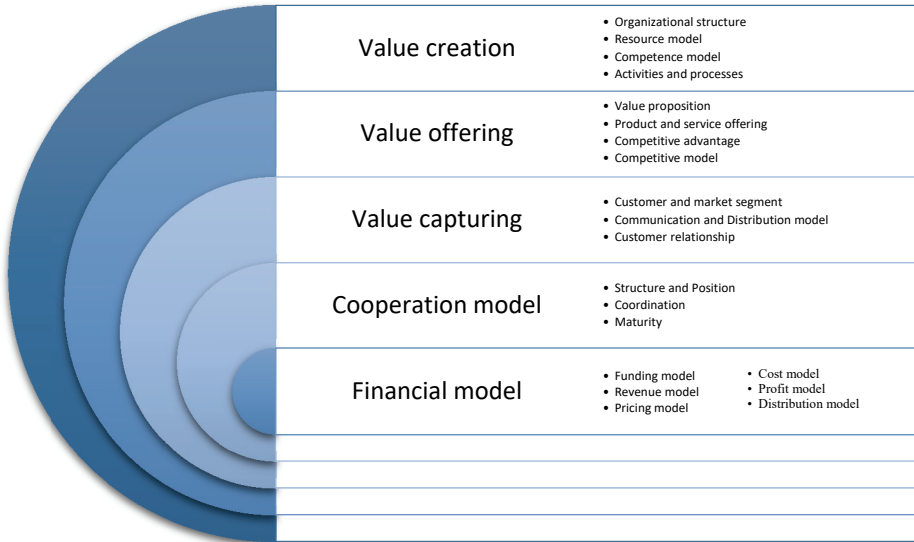 Value creation
• Organizational structure
• Resource model
• Competence model
• Activities and processes
Value offering
• Value proposition
• Product and service offering
• Competitive advantage
• Competitive model
Value capturing
• Customer and market segment
• Communication and Distribution model
• Customer relationship
Cooperation model
• Structure and Position
• Coordination
• Maturity
Financial model
• Funding model
• Revenue model
• Pricing model
• Cost model
• Profit model
• Distribution model